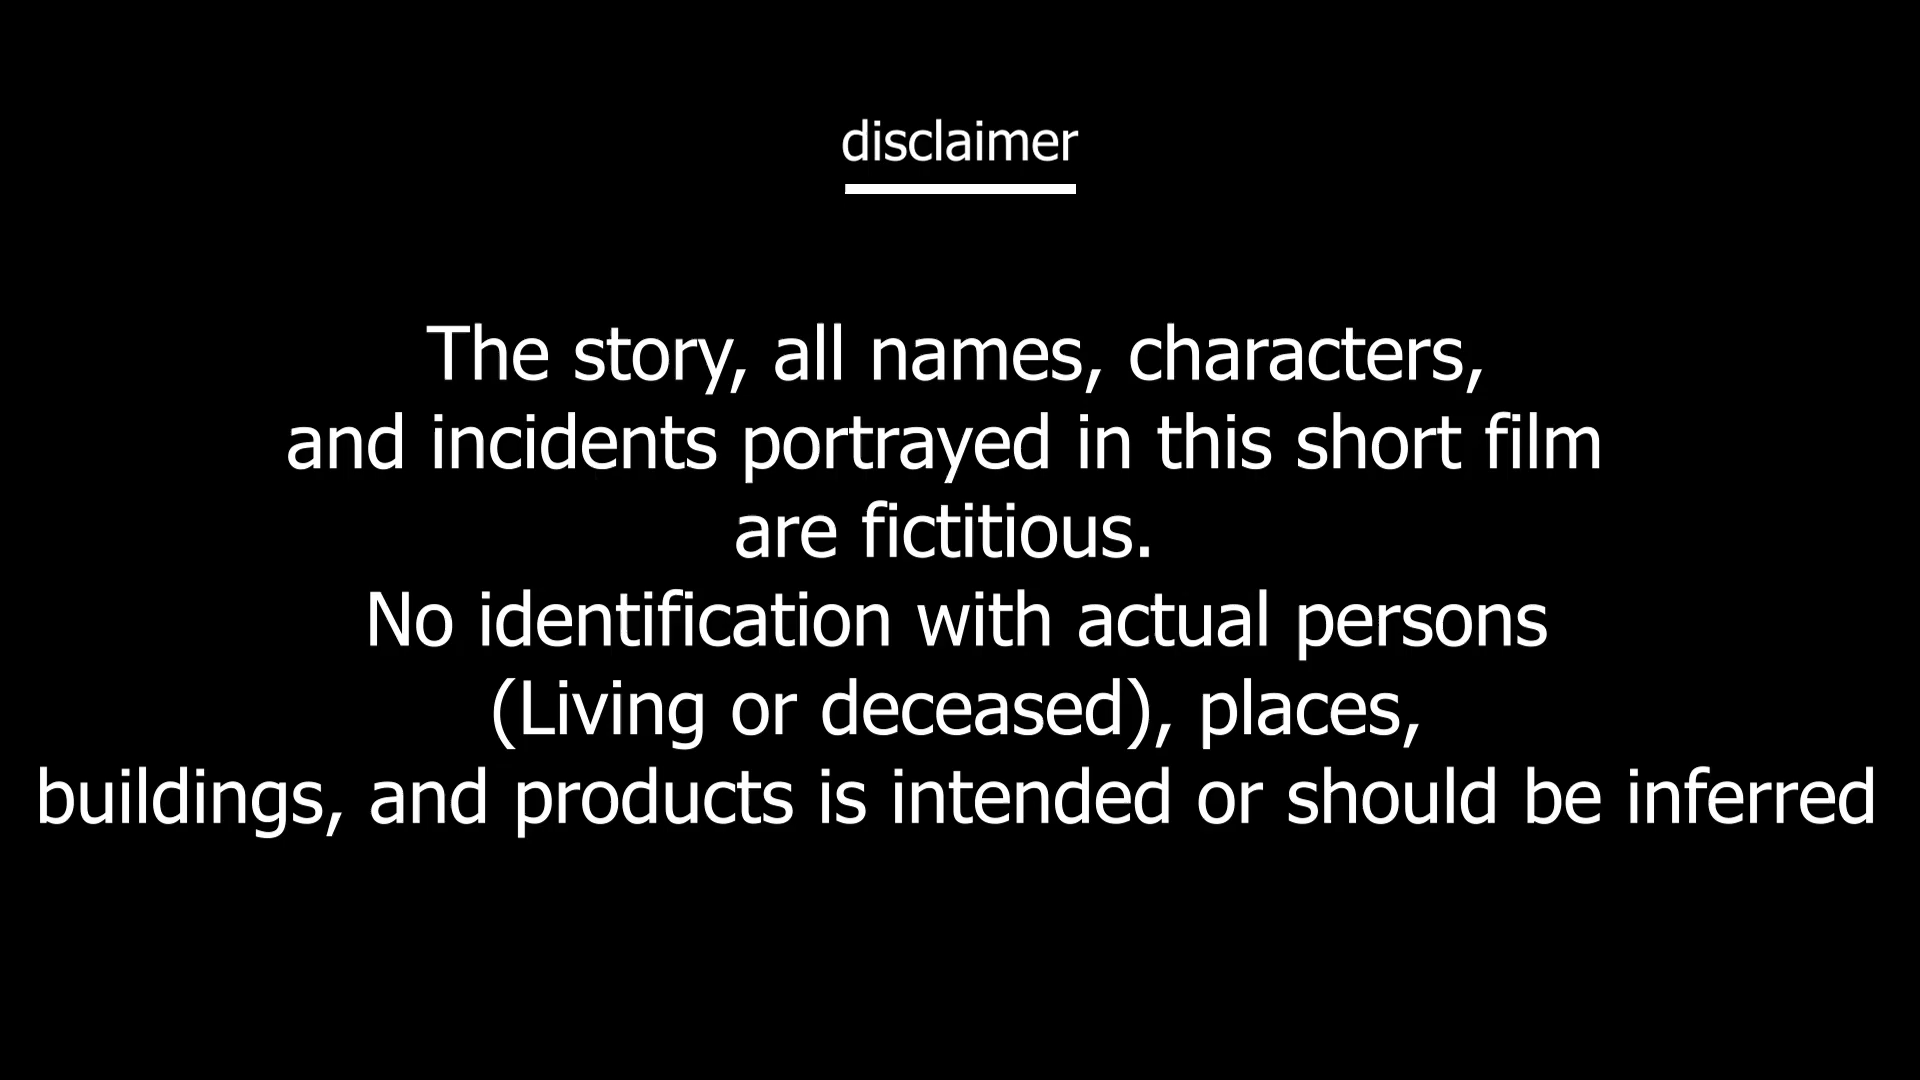 disclaimer
The story, all names, characters,
and incidents portrayed in this short film
are fictitious.
No identification with actual persons
(Living or deceased), places,
buildings, and products is intended or should be inferred